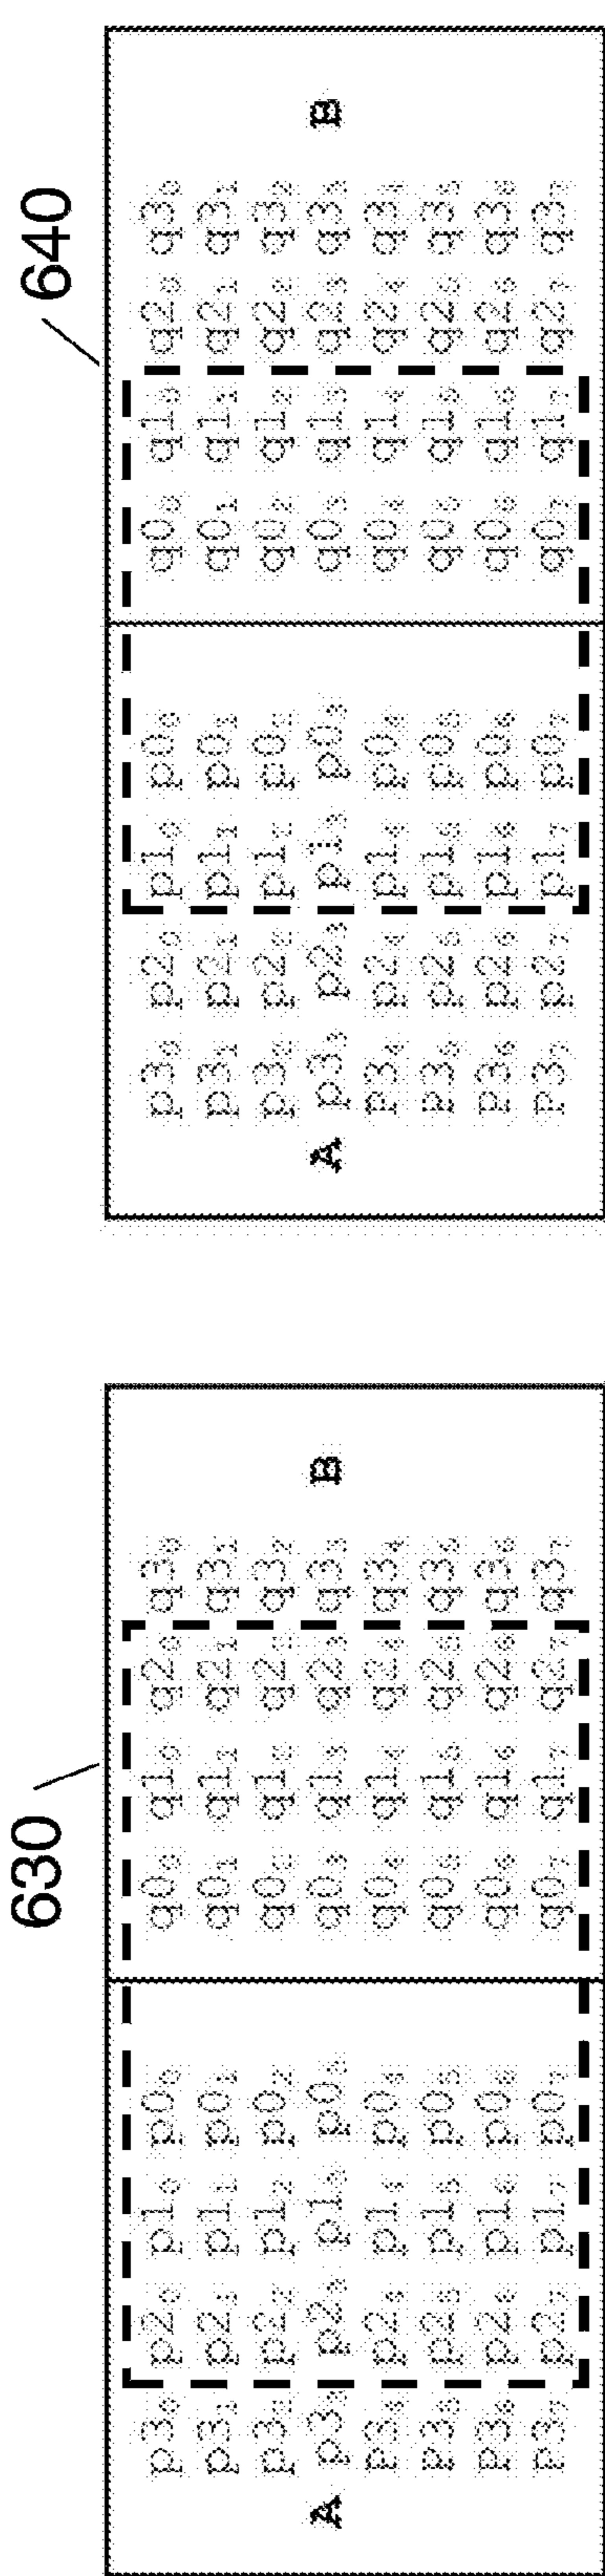 630
p3₀ p2₀ p1₀ p0₀ q0₀ q1₀ q2₀ q3₀
p3₁ p2₁ p1₁ p0₁ q0₁ q1₁ q2₁ q3₁
p3₂ p2₂ p1₂ p0₂ q0₂ q1₂ q2₂ q3₂
A p3₃ p2₃ p1₃ p0₃ q0₃ q1₃ q2₃ q3₃ B
P3₄ p2₄ p1₄ p0₄ q0₄ q1₄ q2₄ q3₄
P3₅ p2₅ p1₅ p0₅ q0₅ q1₅ q2₅ q3₅
P3₆ p2₆ p1₆ p0₆ q0₆ q1₆ q2₆ q3₆
P3₇ p2₇ p1₇ p0₇ q0₇ q1₇ q2₇ q3₇
640
p3₀ p2₀ p1₀ p0₀ q0₀ q1₀ q2₀ q3₀
p3₁ p2₁ p1₁ p0₁ q0₁ q1₁ q2₁ q3₁
p3₂ p2₂ p1₂ p0₂ q0₂ q1₂ q2₂ q3₂
A p3₃ p2₃ p1₃ p0₃ q0₃ q1₃ q2₃ q3₃ B
P3₄ p2₄ p1₄ p0₄ q0₄ q1₄ q2₄ q3₄
P3₅ p2₅ p1₅ p0₅ q0₅ q1₅ q2₅ q3₅
P3₆ p2₆ p1₆ p0₆ q0₆ q1₆ q2₆ q3₆
P3₇ p2₇ p1₇ p0₇ q0₇ q1₇ q2₇ q3₇